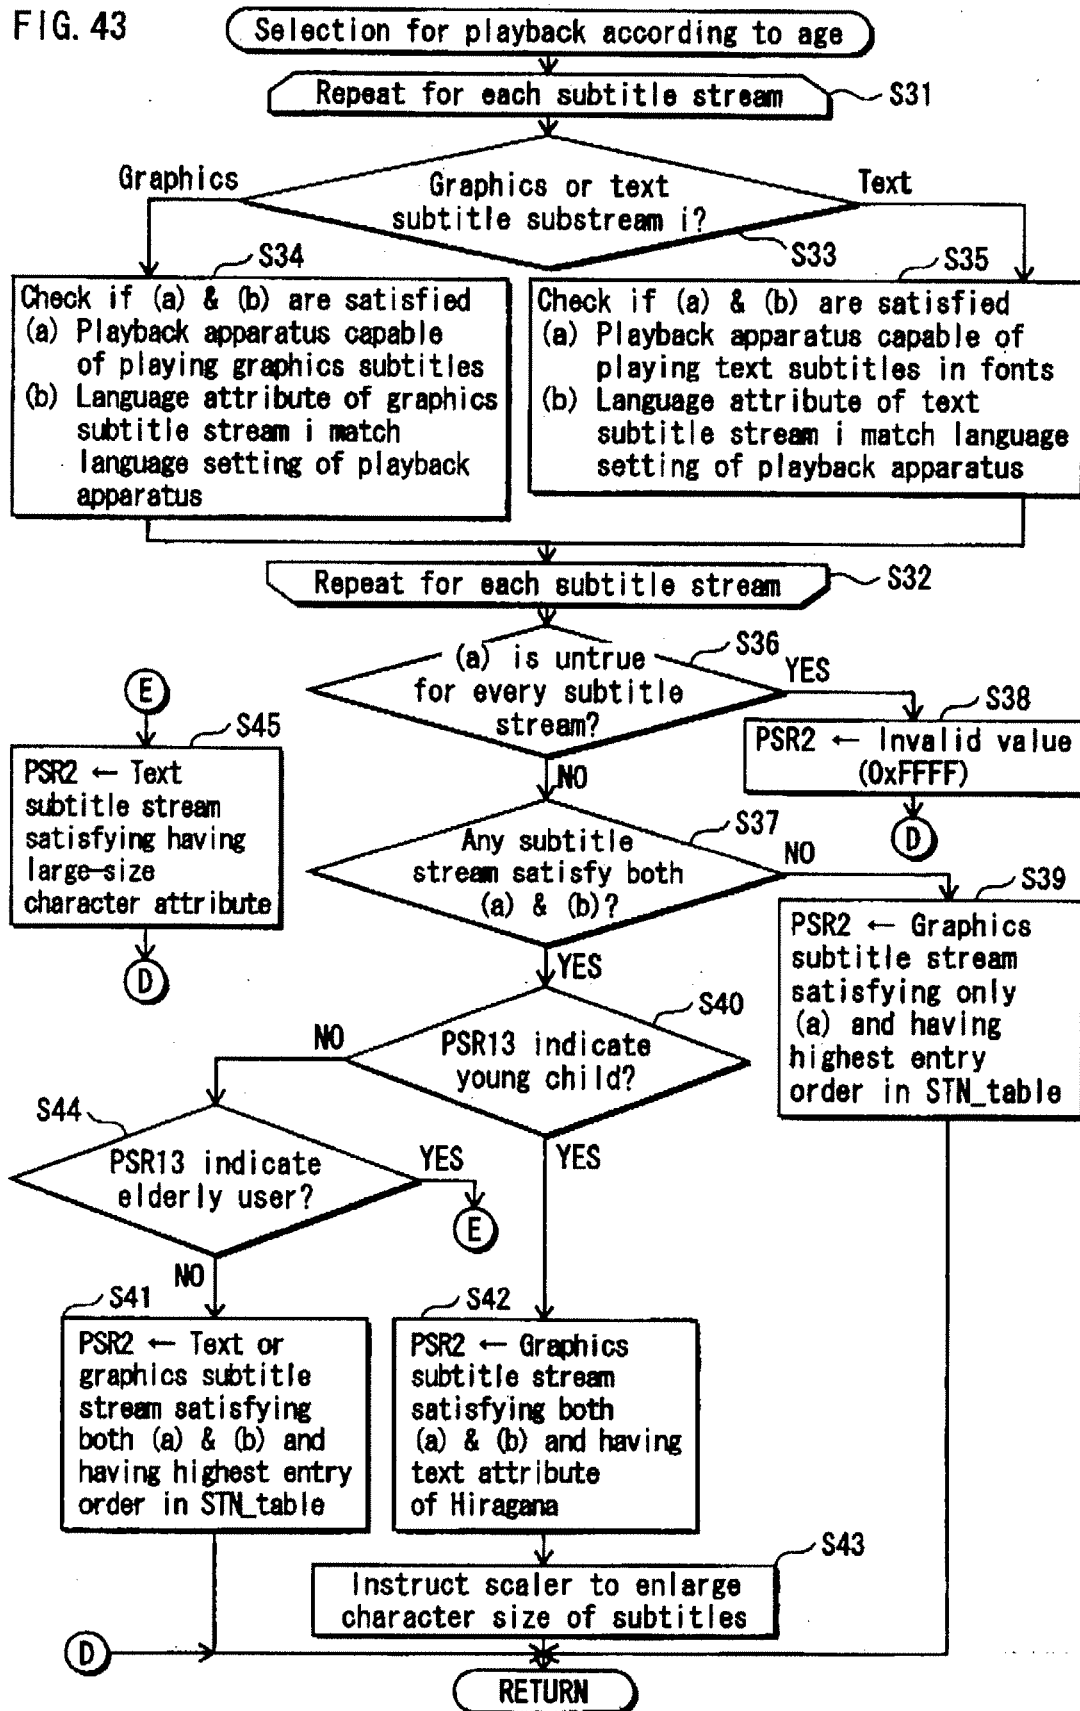 FIG. 43
Selection for playback according to age
Repeat for each subtitle stream
S31
Graphics
Graphics or text
subtitle substream i?
Text
S33
S34
Check if (a) & (b) are satisfied
(a) Playback apparatus capable
of playing graphics subtitles
(b) Language attribute of graphics
subtitle stream i match
language setting of playback
apparatus
S35
Check if (a) & (b) are satisfied
(a) Playback apparatus capable of
playing text subtitles in fonts
(b) Language attribute of text
subtitle stream i match language
setting of playback apparatus
Repeat for each subtitle stream
S32
(a) is untrue
for every subtitle
stream?
S36
YES
NO
S38
PSR2 ← Invalid value
(0xFFFF)
D
E
S45
PSR2 ← Text
subtitle stream
satisfying having
large-size
character attribute
D
Any subtitle
stream satisfy both
(a) & (b)?
S37
NO
YES
S39
PSR2 ← Graphics
subtitle stream
satisfying only
(a) and having
highest entry
order in STN_table
PSR13 indicate
young child?
S40
NO
YES
S44
PSR13 indicate
elderly user?
YES
E
NO
S41
PSR2 ← Text or
graphics subtitle
stream satisfying
both (a) & (b) and
having highest entry
order in STN_table
S42
PSR2 ← Graphics
subtitle stream
satisfying both
(a) & (b) and having
text attribute
of Hiragana
S43
Instruct scaler to enlarge
character size of subtitles
D
RETURN